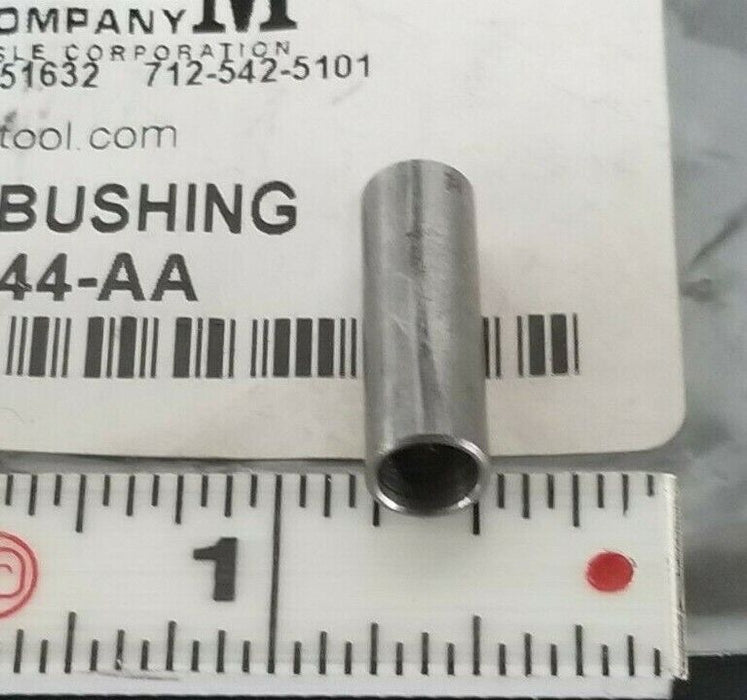 OMPANY M
SLE CORPORATION
51632 712-542-5101
tool.com
BUSHING
44-AA
1